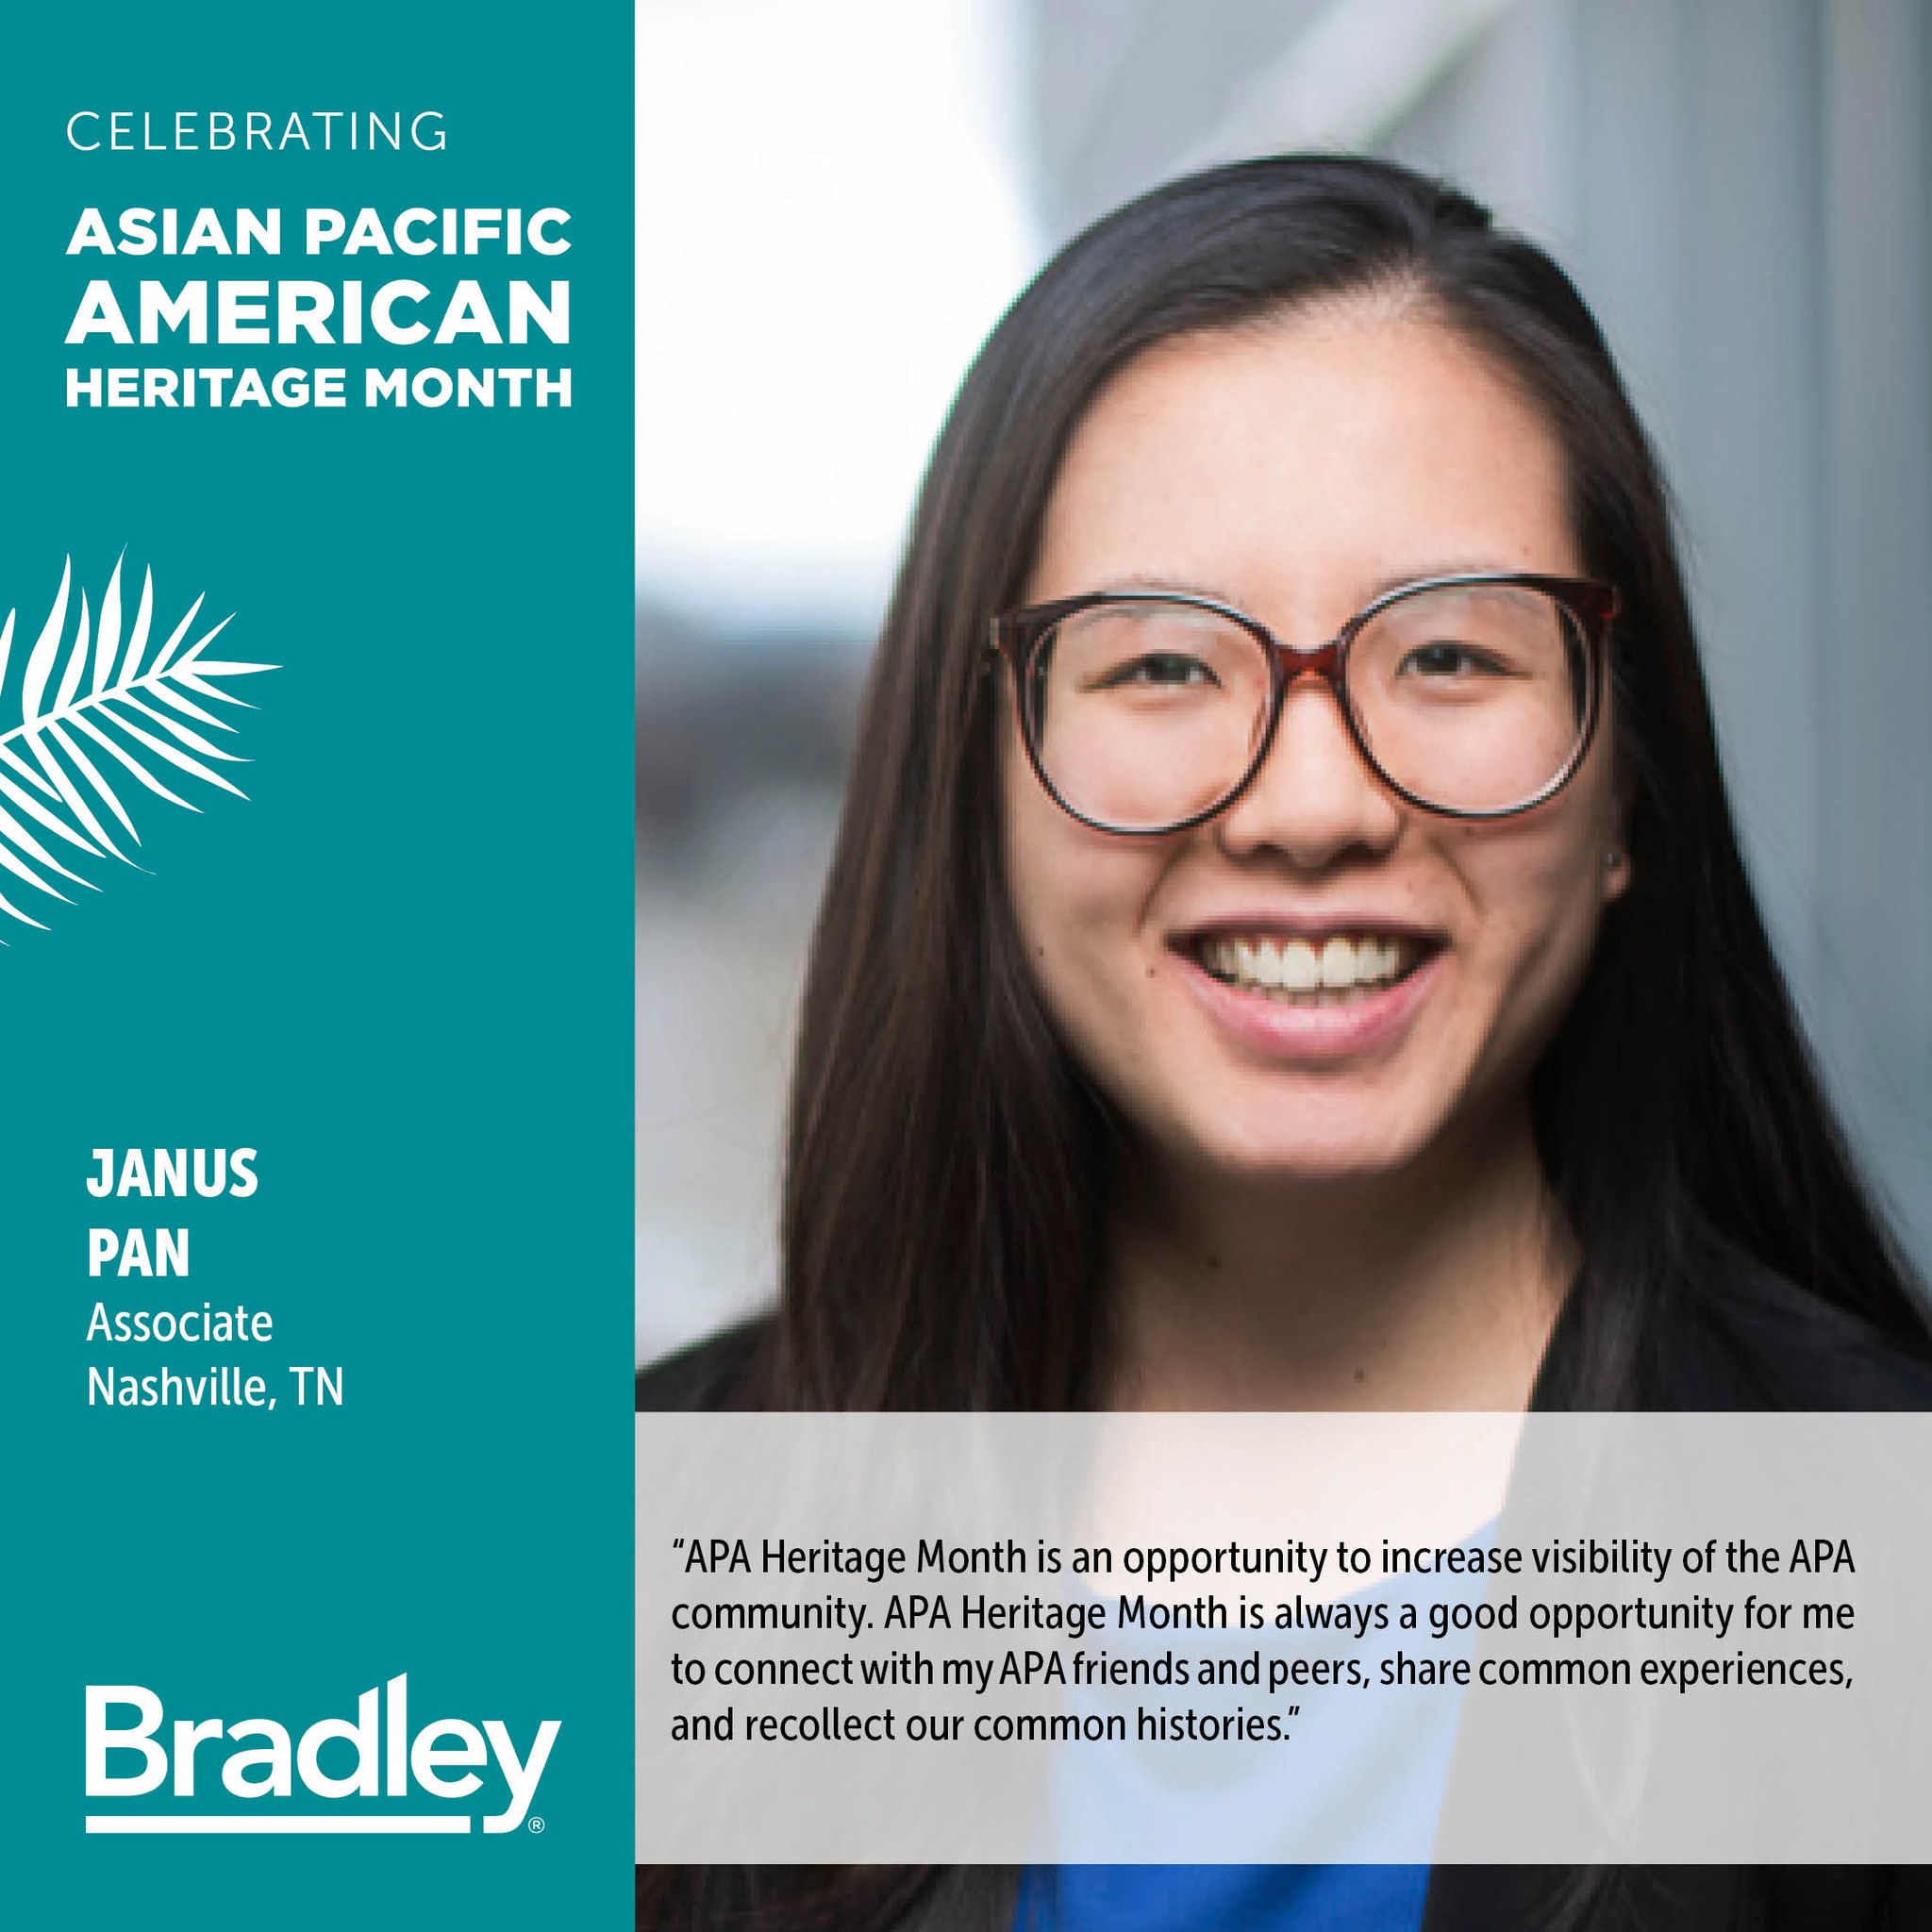 CELEBRATING
ASIAN PACIFIC
AMERICAN
HERITAGE MONTH
JANUS
PAN
Associate
Nashville, TN
Bradley®
“APA Heritage Month is an opportunity to increase visibility of the APA
community. APA Heritage Month is always a good opportunity for me
to connect with my APA friends and peers, share common experiences,
and recollect our common histories.”